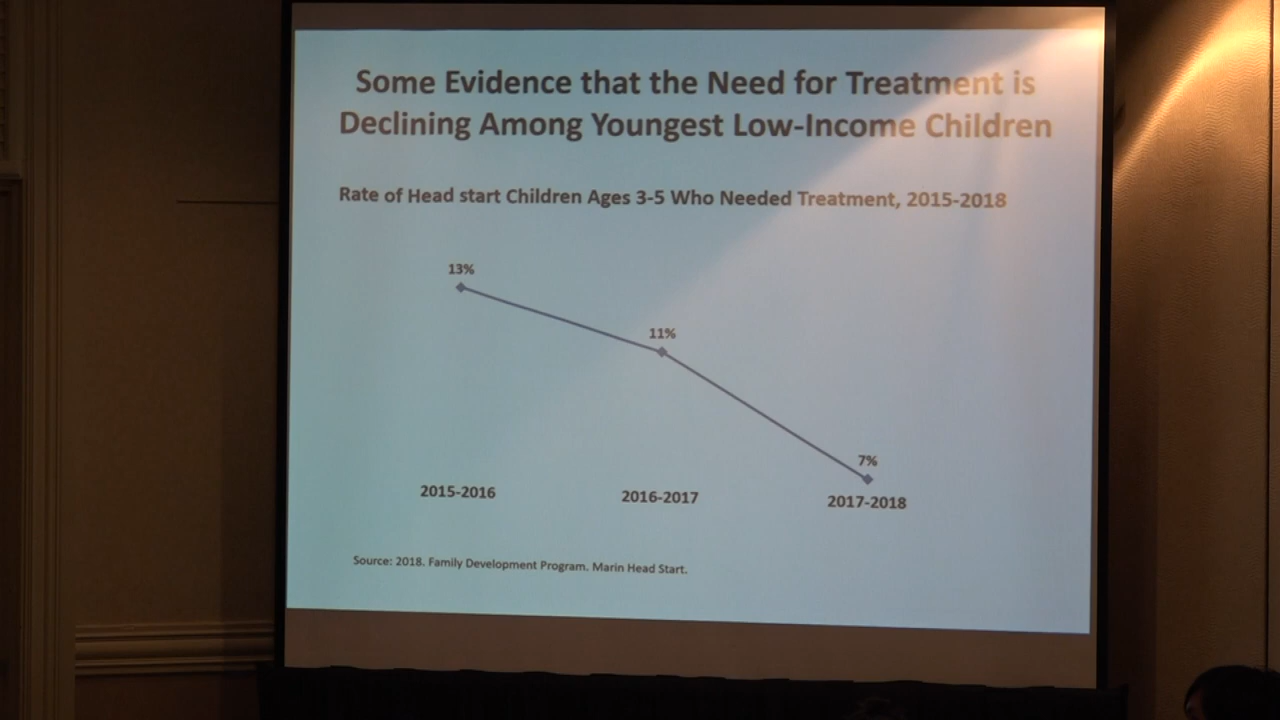 Some Evidence that the Need for Treatment is
Declining Among Youngest Low-Income Children
Rate of Head start Children Ages 3-5 Who Needed Treatment, 2015-2018
13%
11%
7%
2015-2016
2016-2017
2017-2018
Source: 2018. Family Development Program. Marin Head Start.